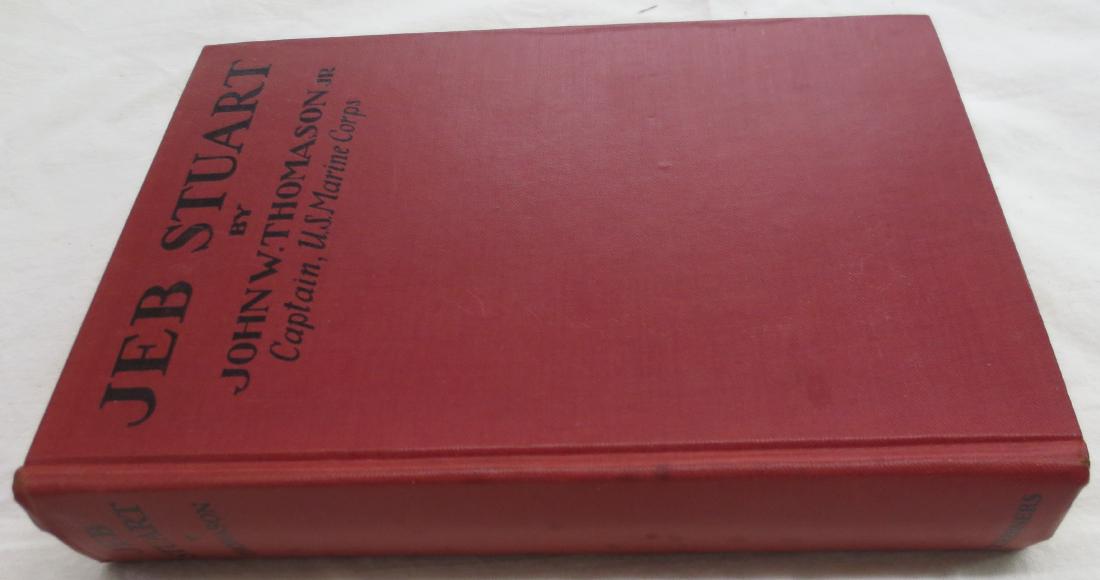 JEB STUART
BY
JOHN W. THOMASON JR
Captain, U.S. Marine Corps